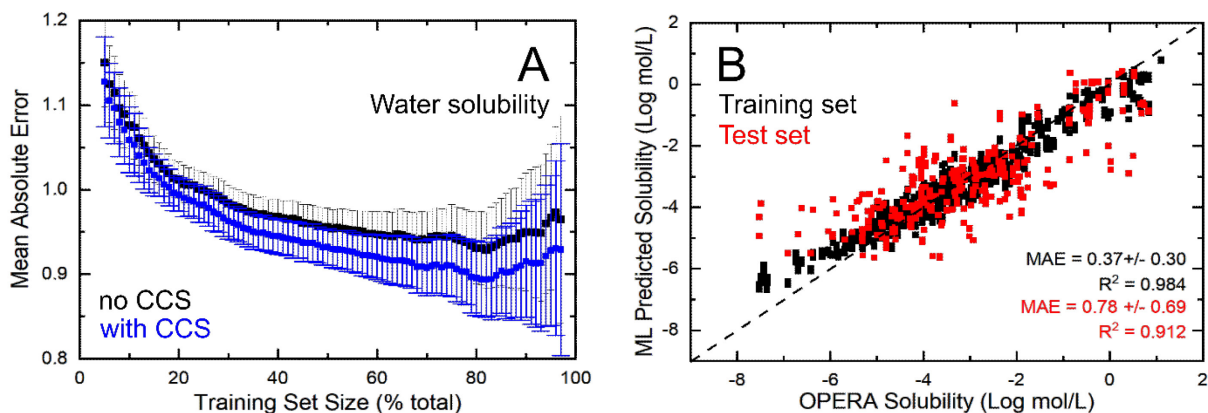 A
Water solubility
no CCS
with CCS
Mean Absolute Error
1.2
1.1
1.0
0.9
0.8
0
20
40
60
80
100
Training Set Size (% total)
B
Training set
Test set
MAE = 0.37+/- 0.30
R² = 0.984
MAE = 0.78 +/- 0.69
R² = 0.912
ML Predicted Solubility (Log mol/L)
0
-2
-4
-6
-8
-8
-6
-4
-2
0
2
OPERA Solubility (Log mol/L)